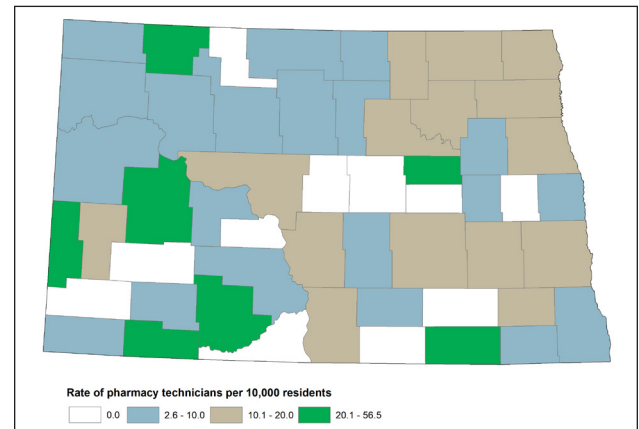 Rate of pharmacy technicians per 10,000 residents
0.0 2.6 - 10.0 10.1 - 20.0 20.1 - 56.5